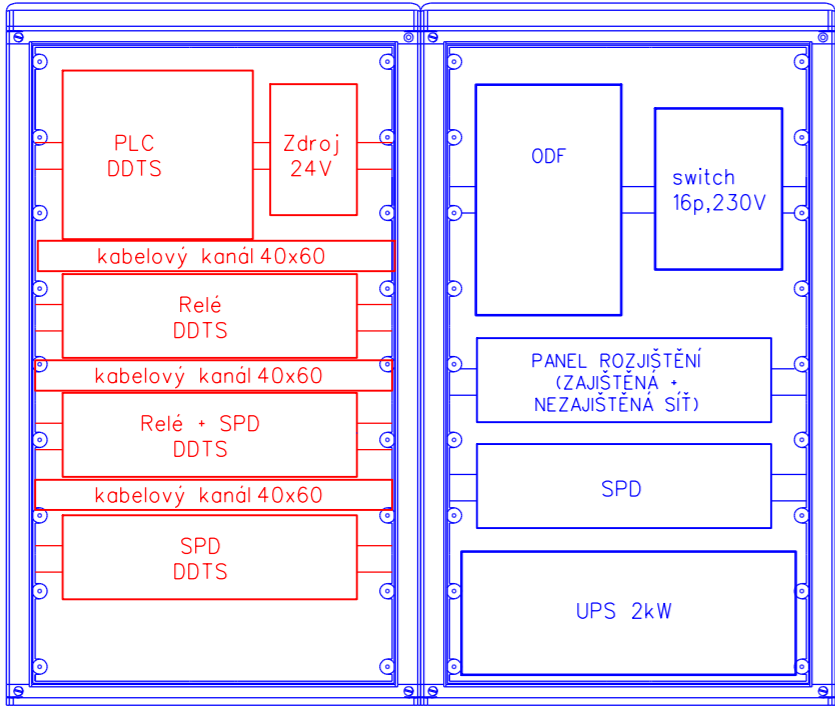 PLC
DDTS
Zdroj
24V
kabelový kanál 40x60
Relé
DDTS
kabelový kanál 40x60
Relé + SPD
DDTS
kabelový kanál 40x60
SPD
DDTS
ODF
switch
16p,230V
PANEL ROZJIŠTĚNÍ
(ZAJIŠTĚNÁ +
NEZAJIŠTĚNÁ SÍŤ)
SPD
UPS 2kW